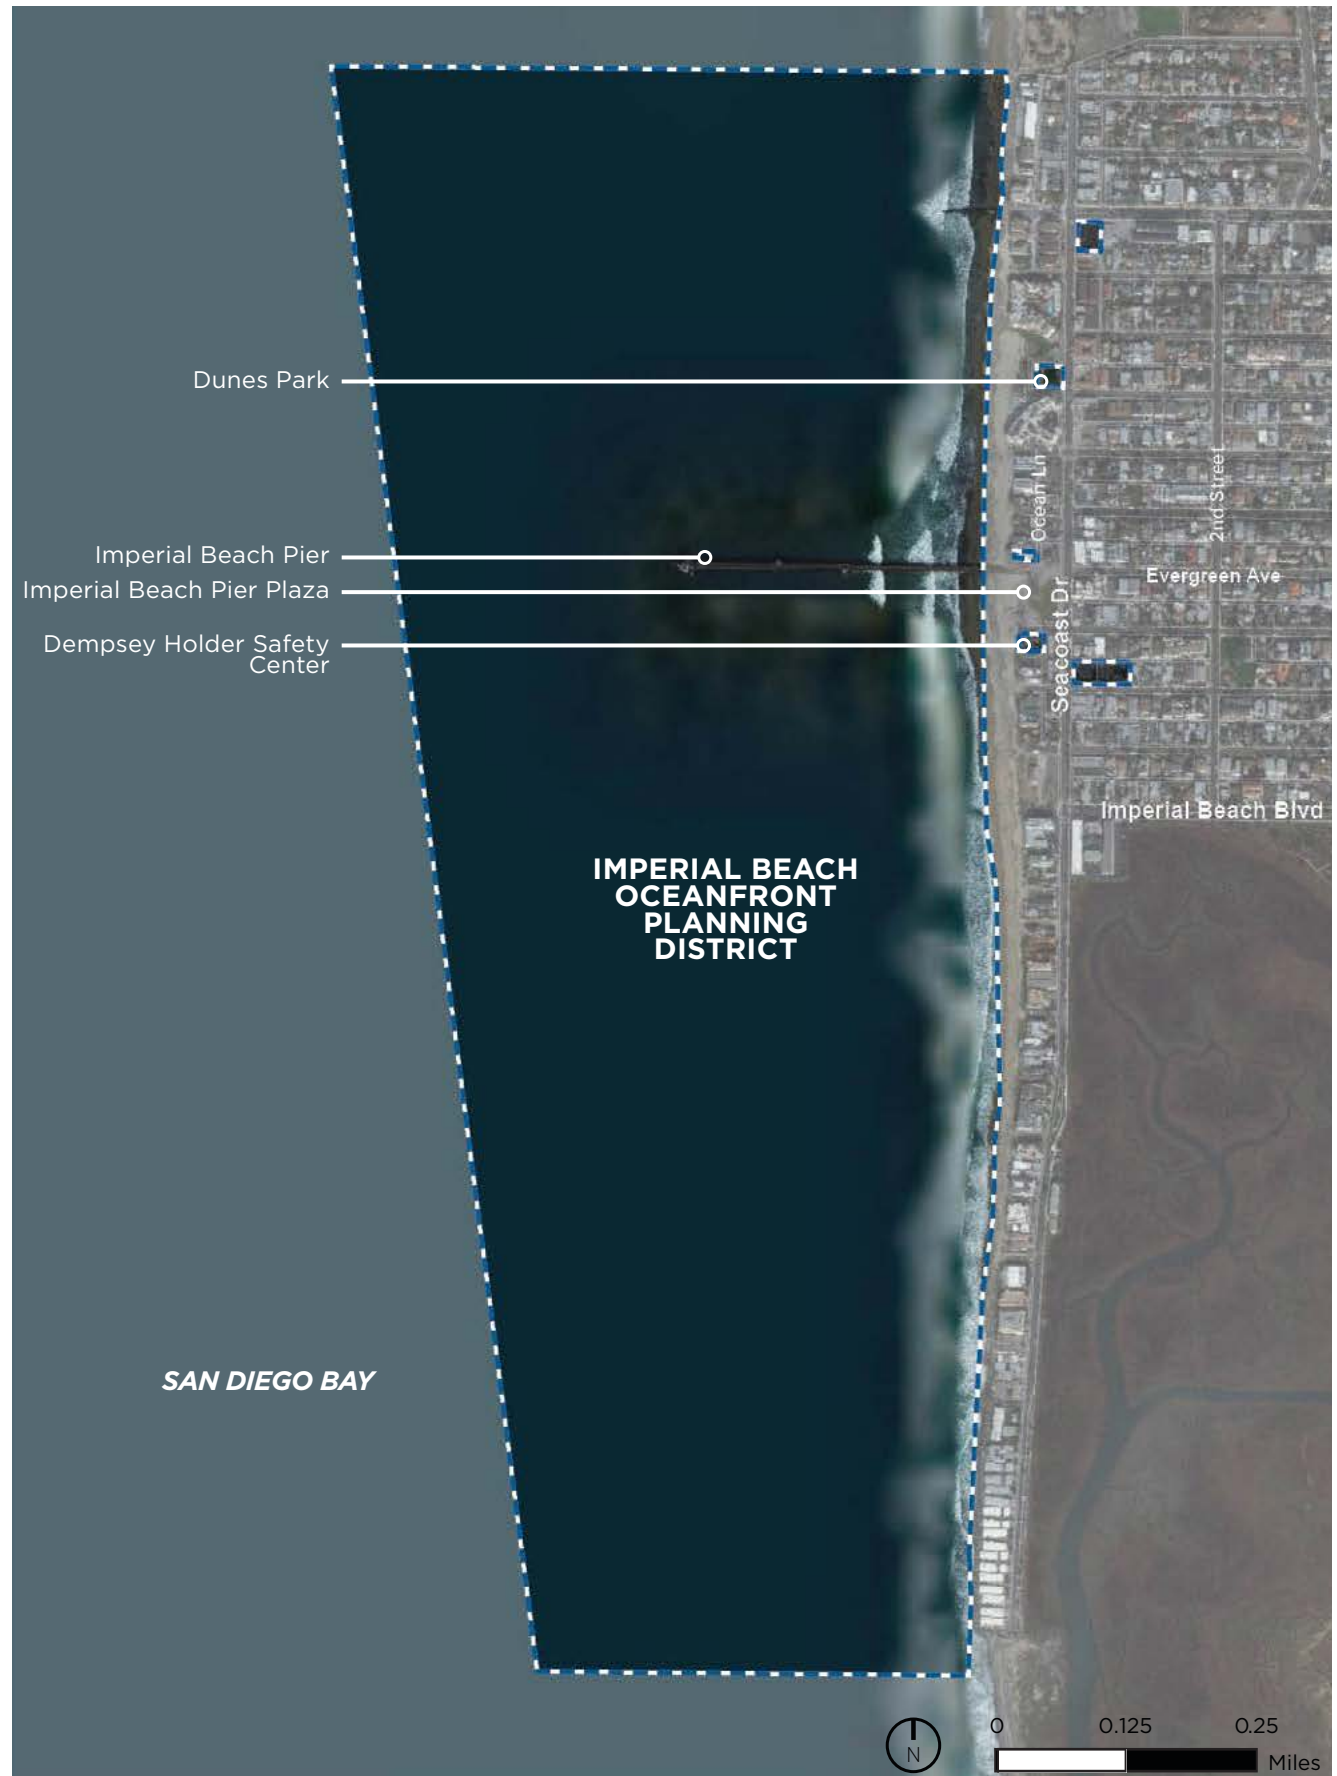 Dunes Park
Ocean Ln
2nd Street
Imperial Beach Pier
Evergreen Ave
Imperial Beach Pier Plaza
Seacoast Dr
Dempsey Holder Safety
Center
Imperial Beach Blvd
IMPERIAL BEACH
OCEANFRONT
PLANNING
DISTRICT
SAN DIEGO BAY
N
0 0.125 0.25
Miles